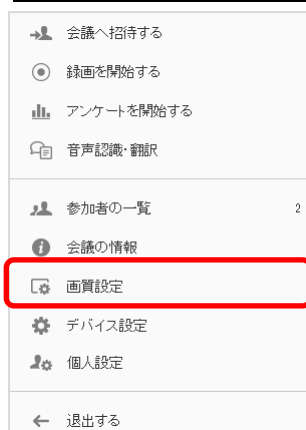 会議へ招待する
録画を開始する
アンケートを開始する
音声認識・翻訳
参加者の一覧 2
会議の情報
画質設定
デバイス設定
個人設定
退出する